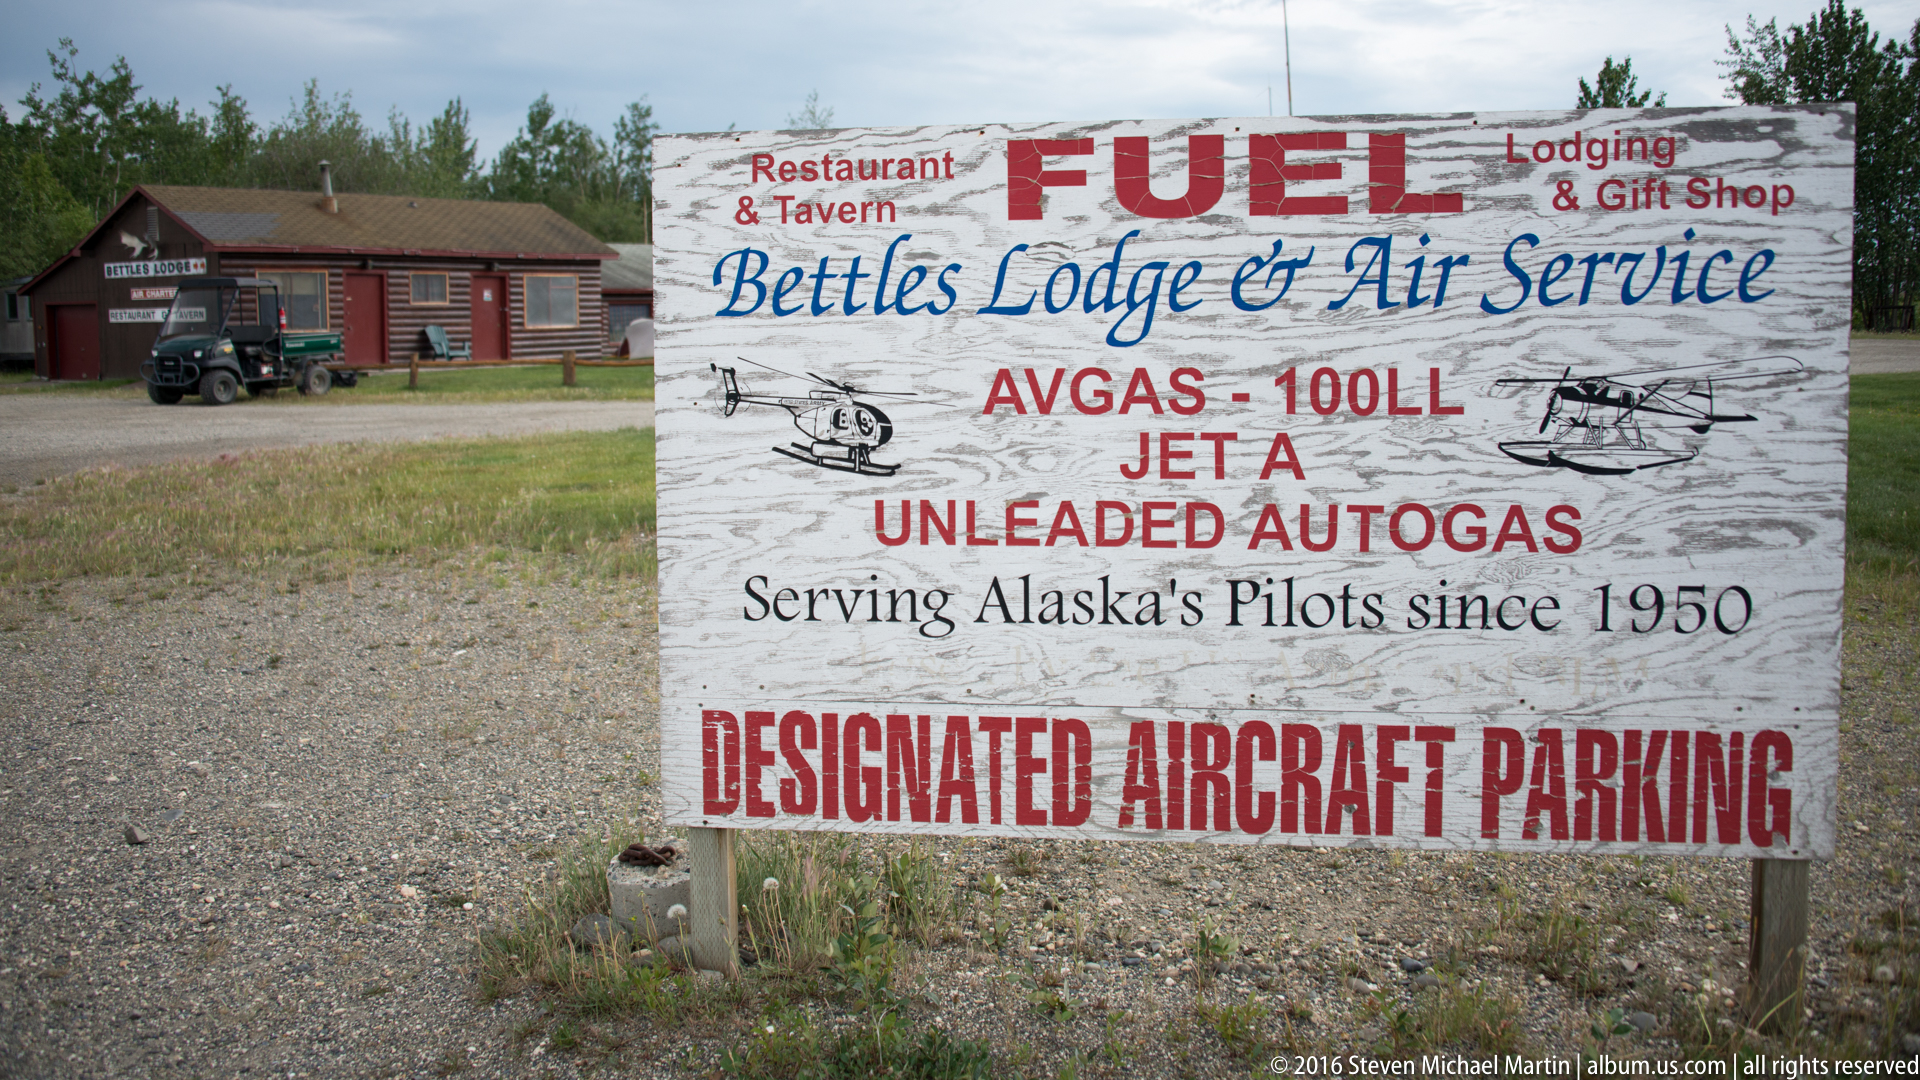 Restaurant
& Tavern
FUEL
Lodging
& Gift Shop
Bettles Lodge & Air Service
AVGAS - 100LL
JET A
UNLEADED AUTOGAS
Serving Alaska's Pilots since 1950
DESIGNATED AIRCRAFT PARKING
BETTLES LODGE
AIR CHARTER
RESTAURANT & TAVERN
© 2016 Steven Michael Martin | album.us.com | all rights reserved